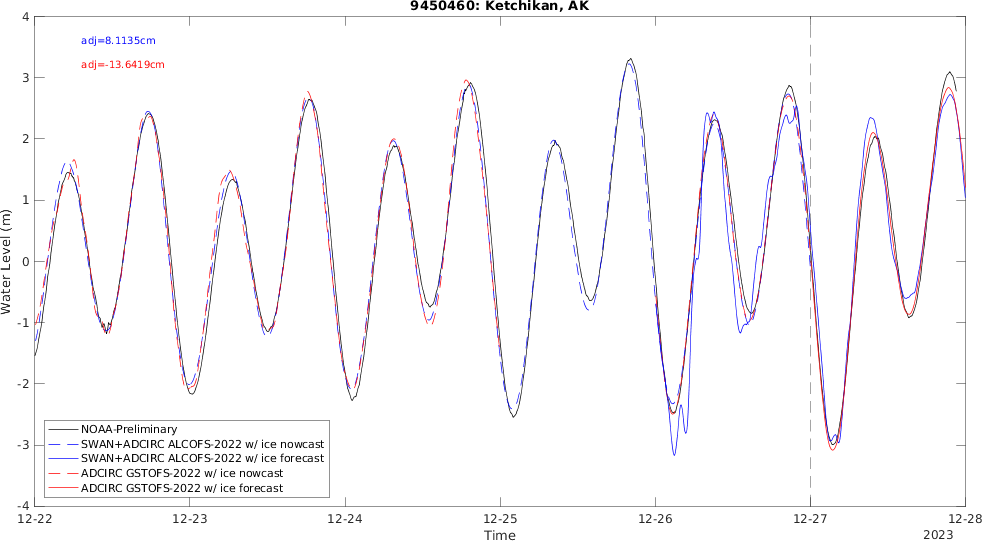 9450460: Ketchikan, AK
4
3
2
1
0
-1
-2
-3
-4
Water Level (m)
adj=8.1135cm
adj=-13.6419cm
NOAA-Preliminary
SWAN+ADCIRC ALCOFS-2022 w/ ice nowcast
SWAN+ADCIRC ALCOFS-2022 w/ ice forecast
ADCIRC GSTOFS-2022 w/ ice nowcast
ADCIRC GSTOFS-2022 w/ ice forecast
12-22 12-23 12-24 12-25 12-26 12-27 12-28
Time
2023